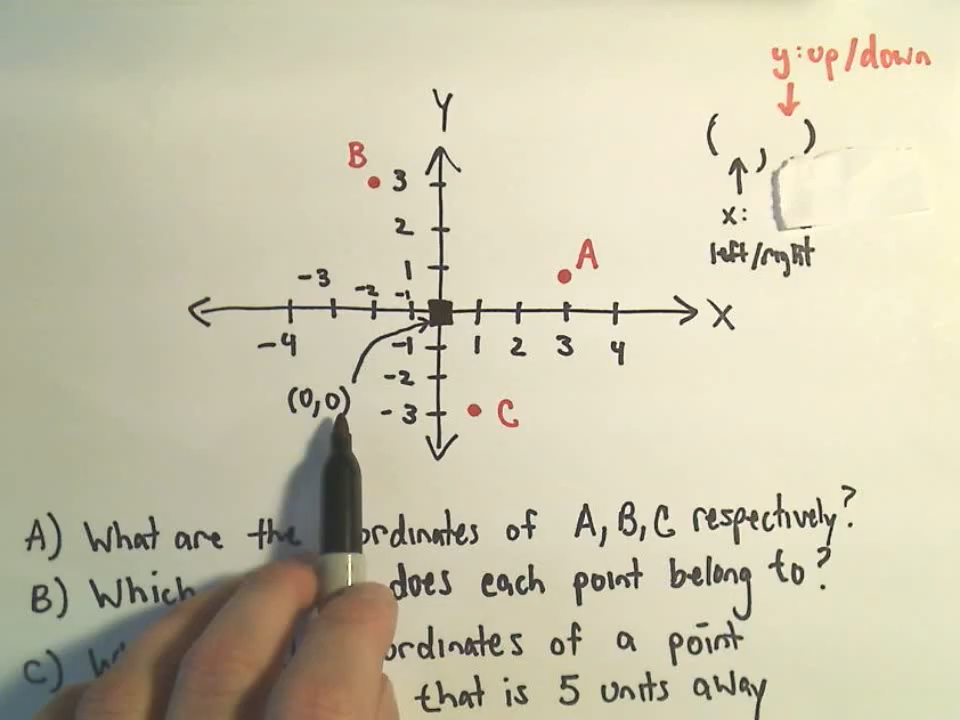 y: up/down
Y
( , )
B
3
x:
2
left/right
A
1
-3
-2
-1
X
-4
-1
1
2
3
4
-2
(0,0)
-3
C
A) What are the ordinates of A, B, C respectively?
B) Which does each point belong to?
C) ordinates of a point
that is 5 units away